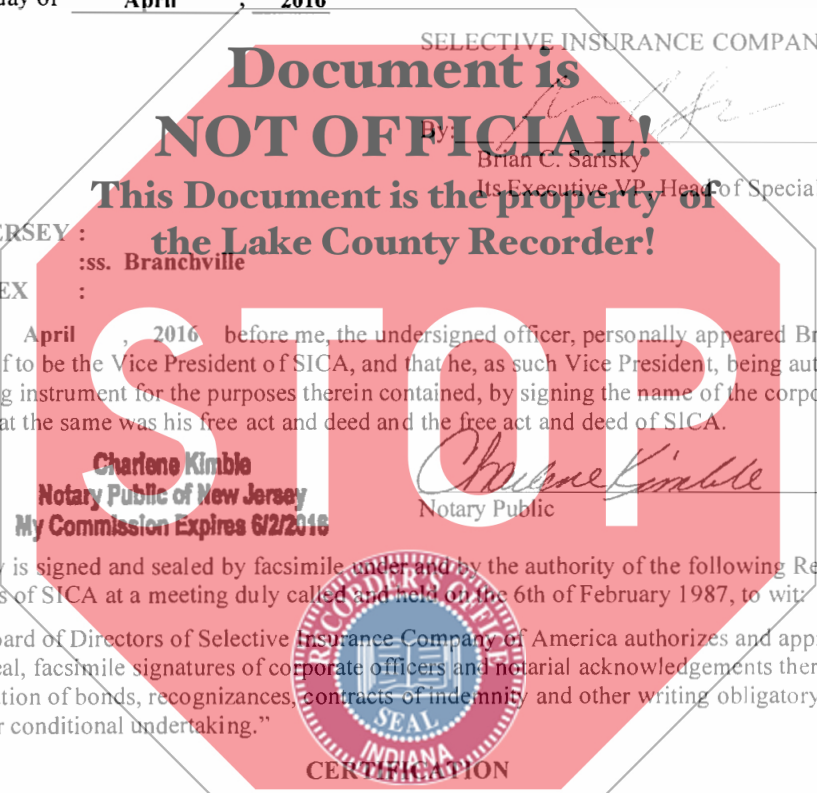 day of April , 2016
SELECTIVE INSURANCE COMPAN
Document is
NOT OFFICIAL!
By:
Brian C. Sarisky
Its Executive VP, Head of Special
This Document is the property of
the Lake County Recorder!
ERSEY :
:ss. Branchville
EX :
STOP
April , 2016 before me, the undersigned officer, personally appeared Br
f to be the Vice President of SICA, and that he, as such Vice President, being aut
g instrument for the purposes therein contained, by signing the name of the corpo
at the same was his free act and deed and the free act and deed of SICA.
Charlene Kimble
Notary Public of New Jersey
My Commission Expires 6/2/2016
Charlene Kimble
Notary Public
y is signed and sealed by facsimile under and by the authority of the following Re
s of SICA at a meeting duly called and held on the 6th of February 1987, to wit:
oard of Directors of Selective Insurance Company of America authorizes and app
eal, facsimile signatures of corporate officers and notarial acknowledgements ther
tion of bonds, recognizances, contracts of indemnity and other writing obligatory
r conditional undertaking.”
RECORDER'S OFFICE
SEAL
INDIANA
CERTIFICATION